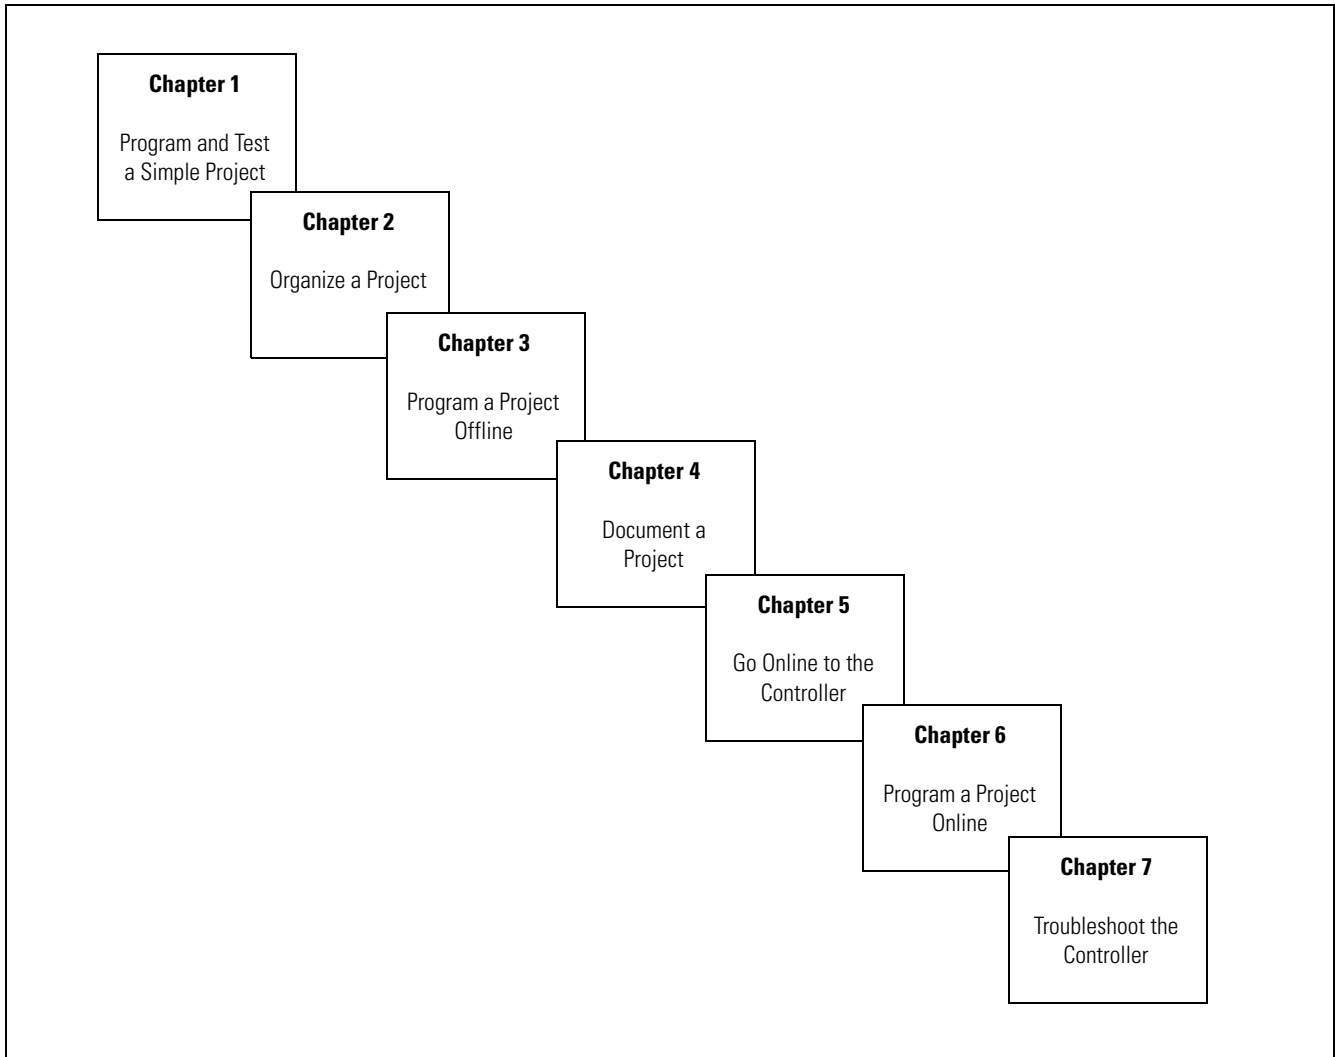 Chapter 1
Program and Test
a Simple Project
Chapter 2
Organize a Project
Chapter 3
Program a Project
Offline
Chapter 4
Document a
Project
Chapter 5
Go Online to the
Controller
Chapter 6
Program a Project
Online
Chapter 7
Troubleshoot the
Controller